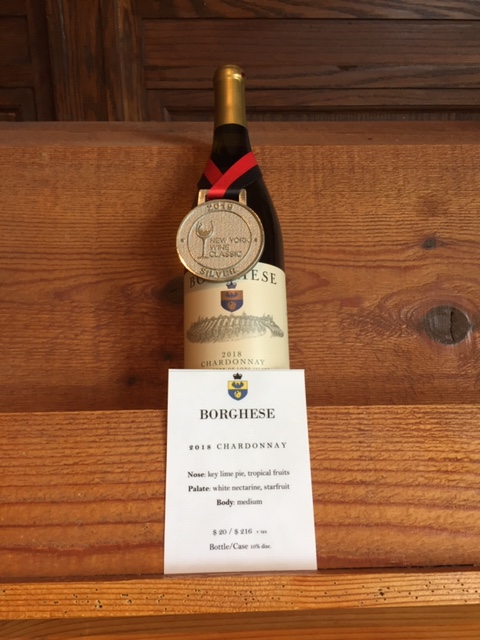 2019
NEW YORK
WINE
CLASSIC
SILVER
BORGHESE
2018
CHARDONNAY
BORGHESE
2018 CHARDONNAY
Nose: key lime pie, tropical fruits
Palate: white nectarine, starfruit
Body: medium
$ 20 / $ 216 + tax
Bottle/Case 10% disc.